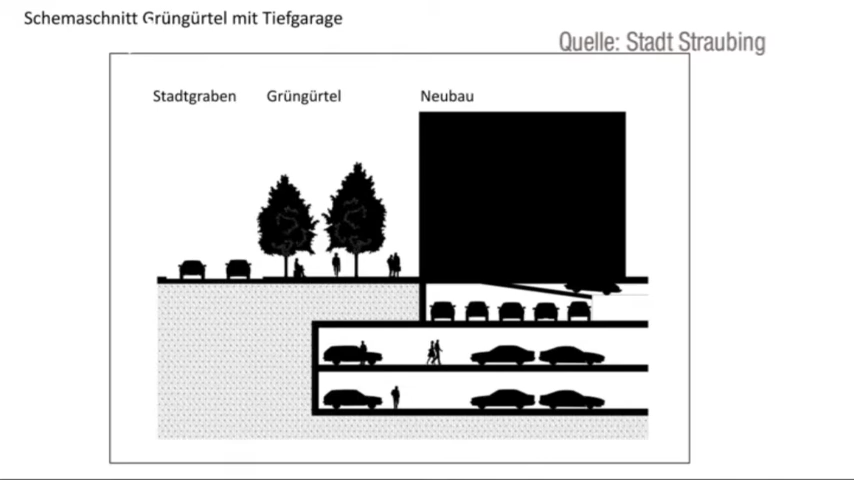 Schemaschnitt Grüngürtel mit Tiefgarage
Quelle: Stadt Straubing
Stadtgraben Grüngürtel Neubau